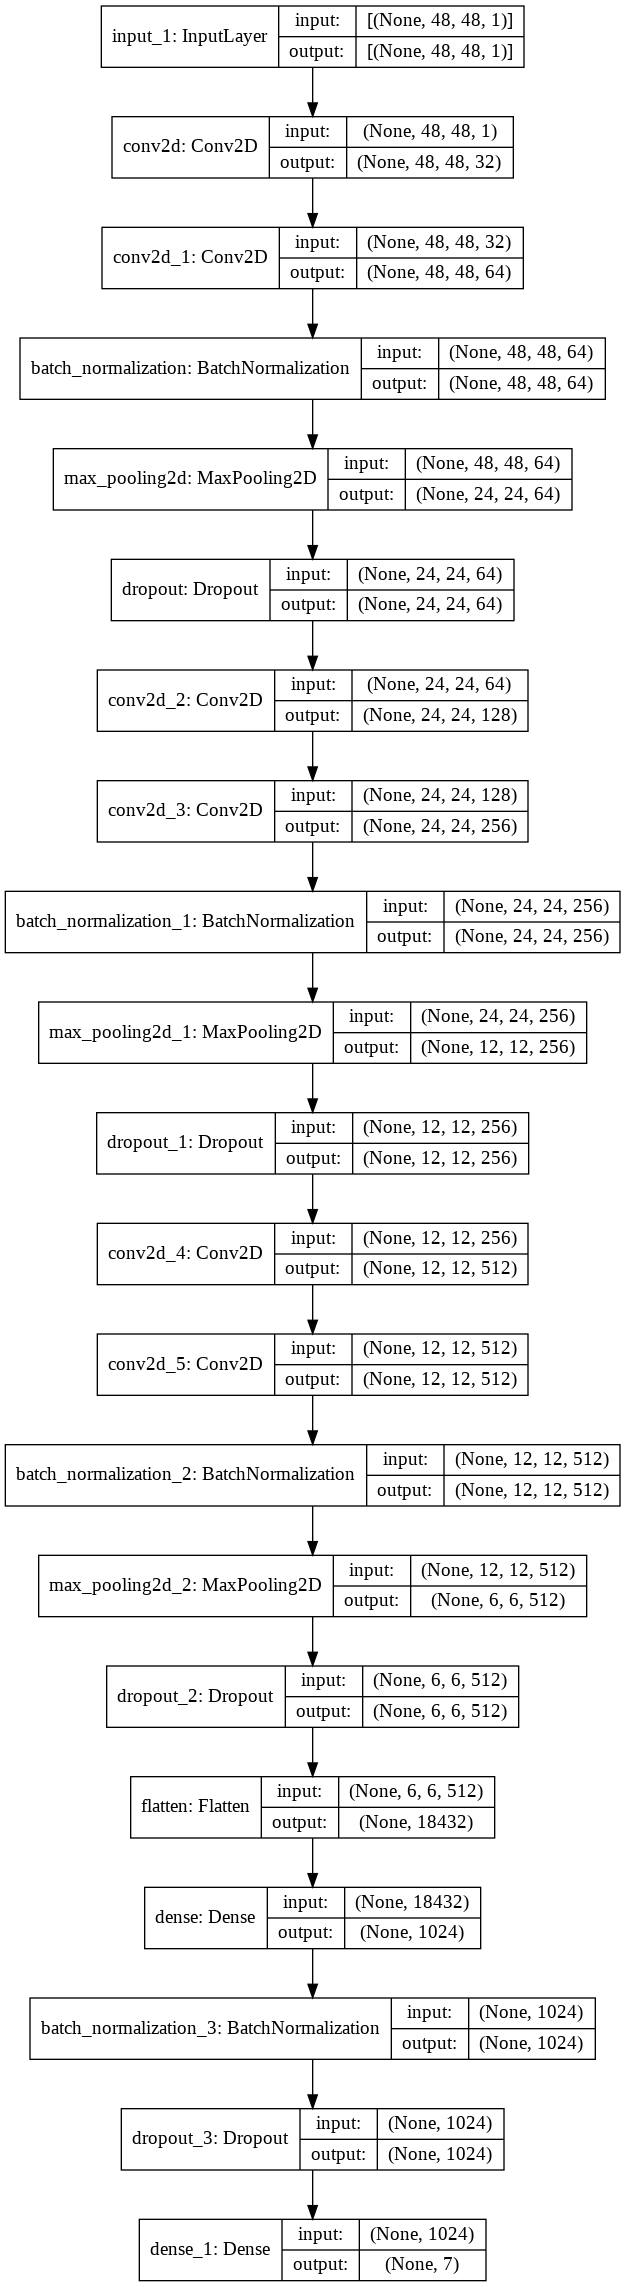 input_1: InputLayer
input:
[(None, 48, 48, 1)]
output:
[(None, 48, 48, 1)]
conv2d: Conv2D
input:
(None, 48, 48, 1)
output:
(None, 48, 48, 32)
conv2d_1: Conv2D
input:
(None, 48, 48, 32)
output:
(None, 48, 48, 64)
batch_normalization: BatchNormalization
input:
(None, 48, 48, 64)
output:
(None, 48, 48, 64)
max_pooling2d: MaxPooling2D
input:
(None, 48, 48, 64)
output:
(None, 24, 24, 64)
dropout: Dropout
input:
(None, 24, 24, 64)
output:
(None, 24, 24, 64)
conv2d_2: Conv2D
input:
(None, 24, 24, 64)
output:
(None, 24, 24, 128)
conv2d_3: Conv2D
input:
(None, 24, 24, 128)
output:
(None, 24, 24, 256)
batch_normalization_1: BatchNormalization
input:
(None, 24, 24, 256)
output:
(None, 24, 24, 256)
max_pooling2d_1: MaxPooling2D
input:
(None, 24, 24, 256)
output:
(None, 12, 12, 256)
dropout_1: Dropout
input:
(None, 12, 12, 256)
output:
(None, 12, 12, 256)
conv2d_4: Conv2D
input:
(None, 12, 12, 256)
output:
(None, 12, 12, 512)
conv2d_5: Conv2D
input:
(None, 12, 12, 512)
output:
(None, 12, 12, 512)
batch_normalization_2: BatchNormalization
input:
(None, 12, 12, 512)
output:
(None, 12, 12, 512)
max_pooling2d_2: MaxPooling2D
input:
(None, 12, 12, 512)
output:
(None, 6, 6, 512)
dropout_2: Dropout
input:
(None, 6, 6, 512)
output:
(None, 6, 6, 512)
flatten: Flatten
input:
(None, 6, 6, 512)
output:
(None, 18432)
dense: Dense
input:
(None, 18432)
output:
(None, 1024)
batch_normalization_3: BatchNormalization
input:
(None, 1024)
output:
(None, 1024)
dropout_3: Dropout
input:
(None, 1024)
output:
(None, 1024)
dense_1: Dense
input:
(None, 1024)
output:
(None, 7)